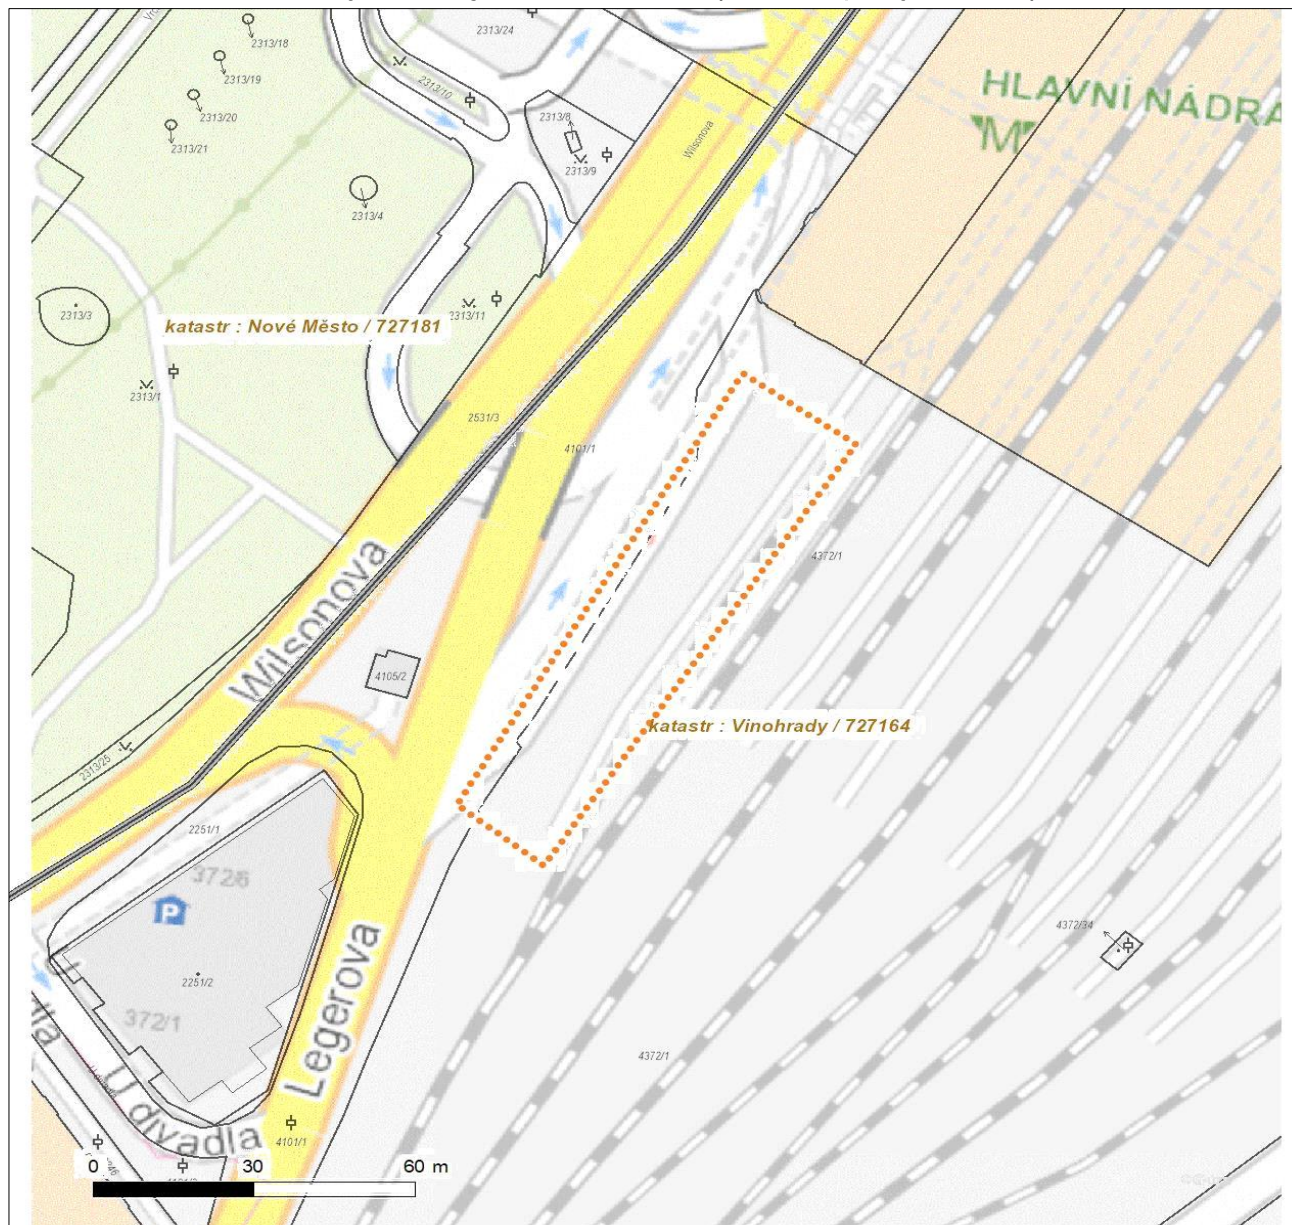 2313/18
2313/24
2313/19
2313/10
2313/20
2313/8
2313/21
2313/9
Wilsonova
HLAVNÍ NÁDRA
M
2313/4
2313/3
katastr : Nové Město / 727181
2313/11
2313/1
2531/3
4101/1
4372/1
Wilsonova
4105/2
katastr : Vinohrady / 727164
2313/25
2251/1
372/6
P
4372/34
2251/2
372/1
Legerova
4372/1
U divadla
4101/1
0 30 60 m